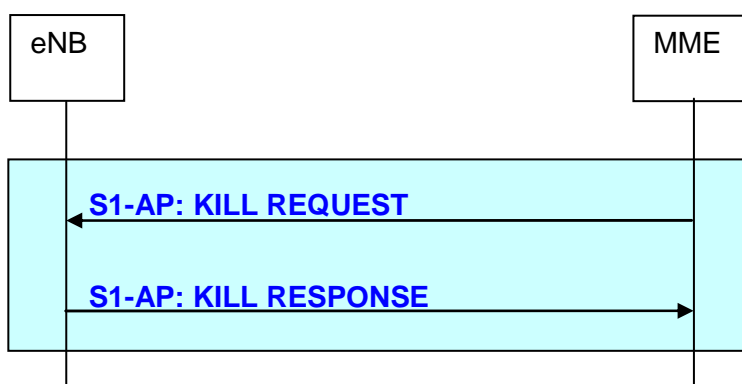 eNB
MME
S1-AP: KILL REQUEST
S1-AP: KILL RESPONSE